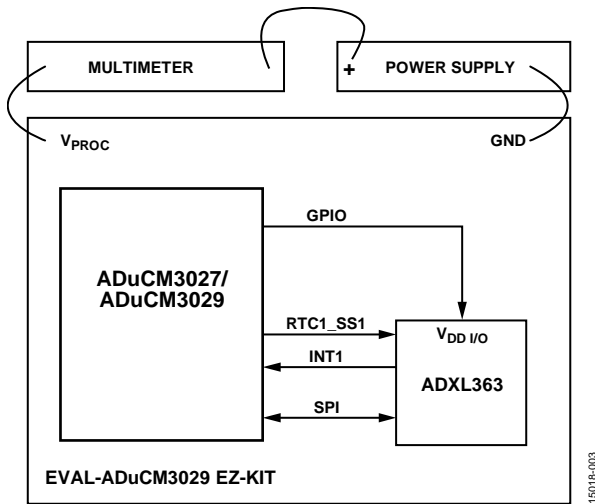 MULTIMETER
+ POWER SUPPLY
VPROC
GND
GPIO
ADuCM3027/
ADuCM3029
RTC1_SS1
VDD I/O
INT1
ADXL363
SPI
EVAL-ADuCM3029 EZ-KIT
15018-003